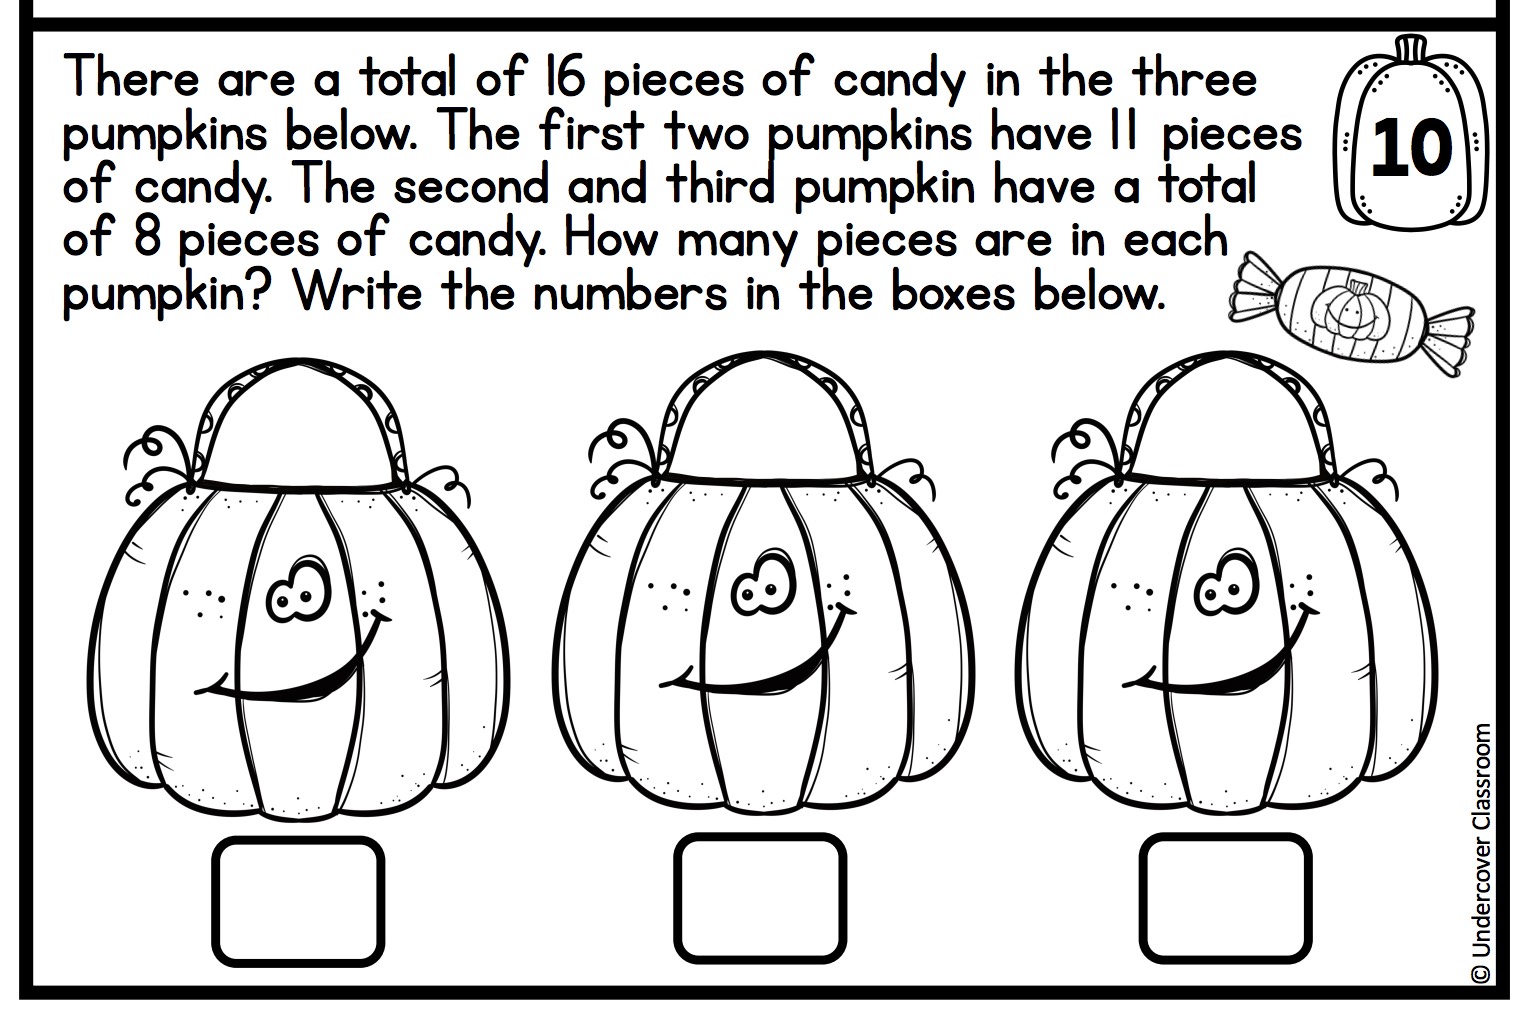 There are a total of 16 pieces of candy in the three
pumpkins below. The first two pumpkins have 11 pieces
of candy. The second and third pumpkin have a total
of 8 pieces of candy. How many pieces are in each
pumpkin? Write the numbers in the boxes below.
10
© Undercover Classroom